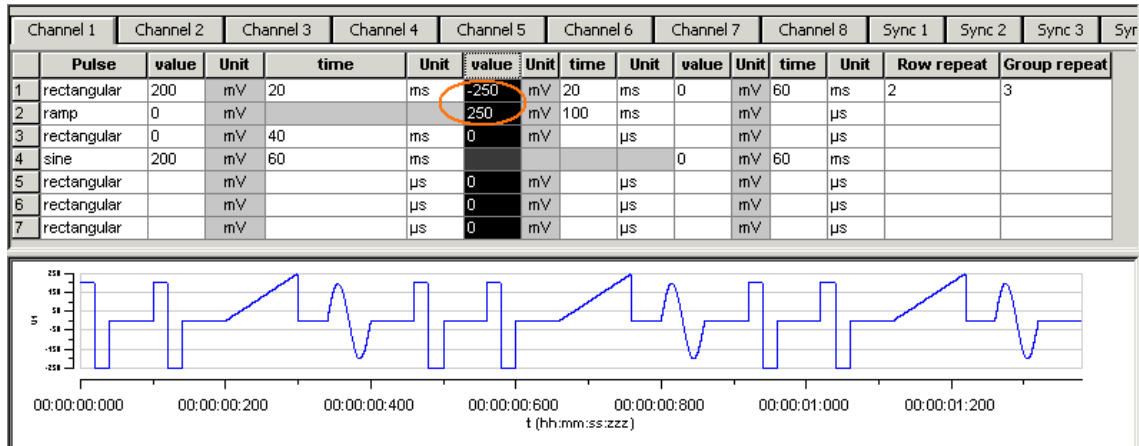 Channel 1 Channel 2 Channel 3 Channel 4 Channel 5 Channel 6 Channel 7 Channel 8 Sync 1 Sync 2 Sync 3 Syr
Pulse value Unit time Unit value Unit time Unit value Unit time Unit Row repeat Group repeat
1 rectangular 200 mV 20 ms -250 mV 20 ms 0 mV 60 ms 2 3
2 ramp 0 mV 250 mV 100 ms mV µs
3 rectangular 0 mV 40 ms 0 mV µs mV µs
4 sine 200 mV 60 ms 0 mV 60 ms
5 rectangular mV µs 0 mV µs mV µs
6 rectangular mV µs 0 mV µs mV µs
7 rectangular mV µs 0 mV µs mV µs
250
150
50
-50
-150
-250
00:00:00:000 00:00:00:200 00:00:00:400 00:00:00:600 00:00:00:800 00:00:01:000 00:00:01:200
t (hh:mm:ss:zzz)